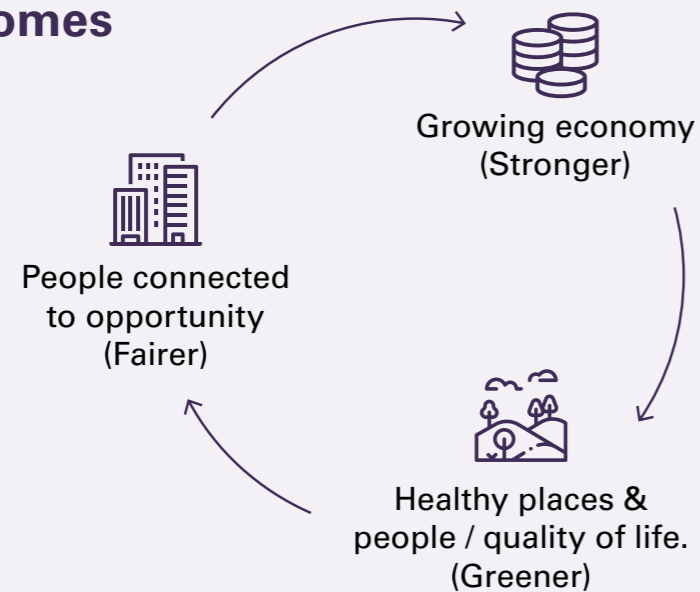 omes
Growing economy
(Stronger)
People connected
to opportunity
(Fairer)
Healthy places &
people / quality of life.
(Greener)